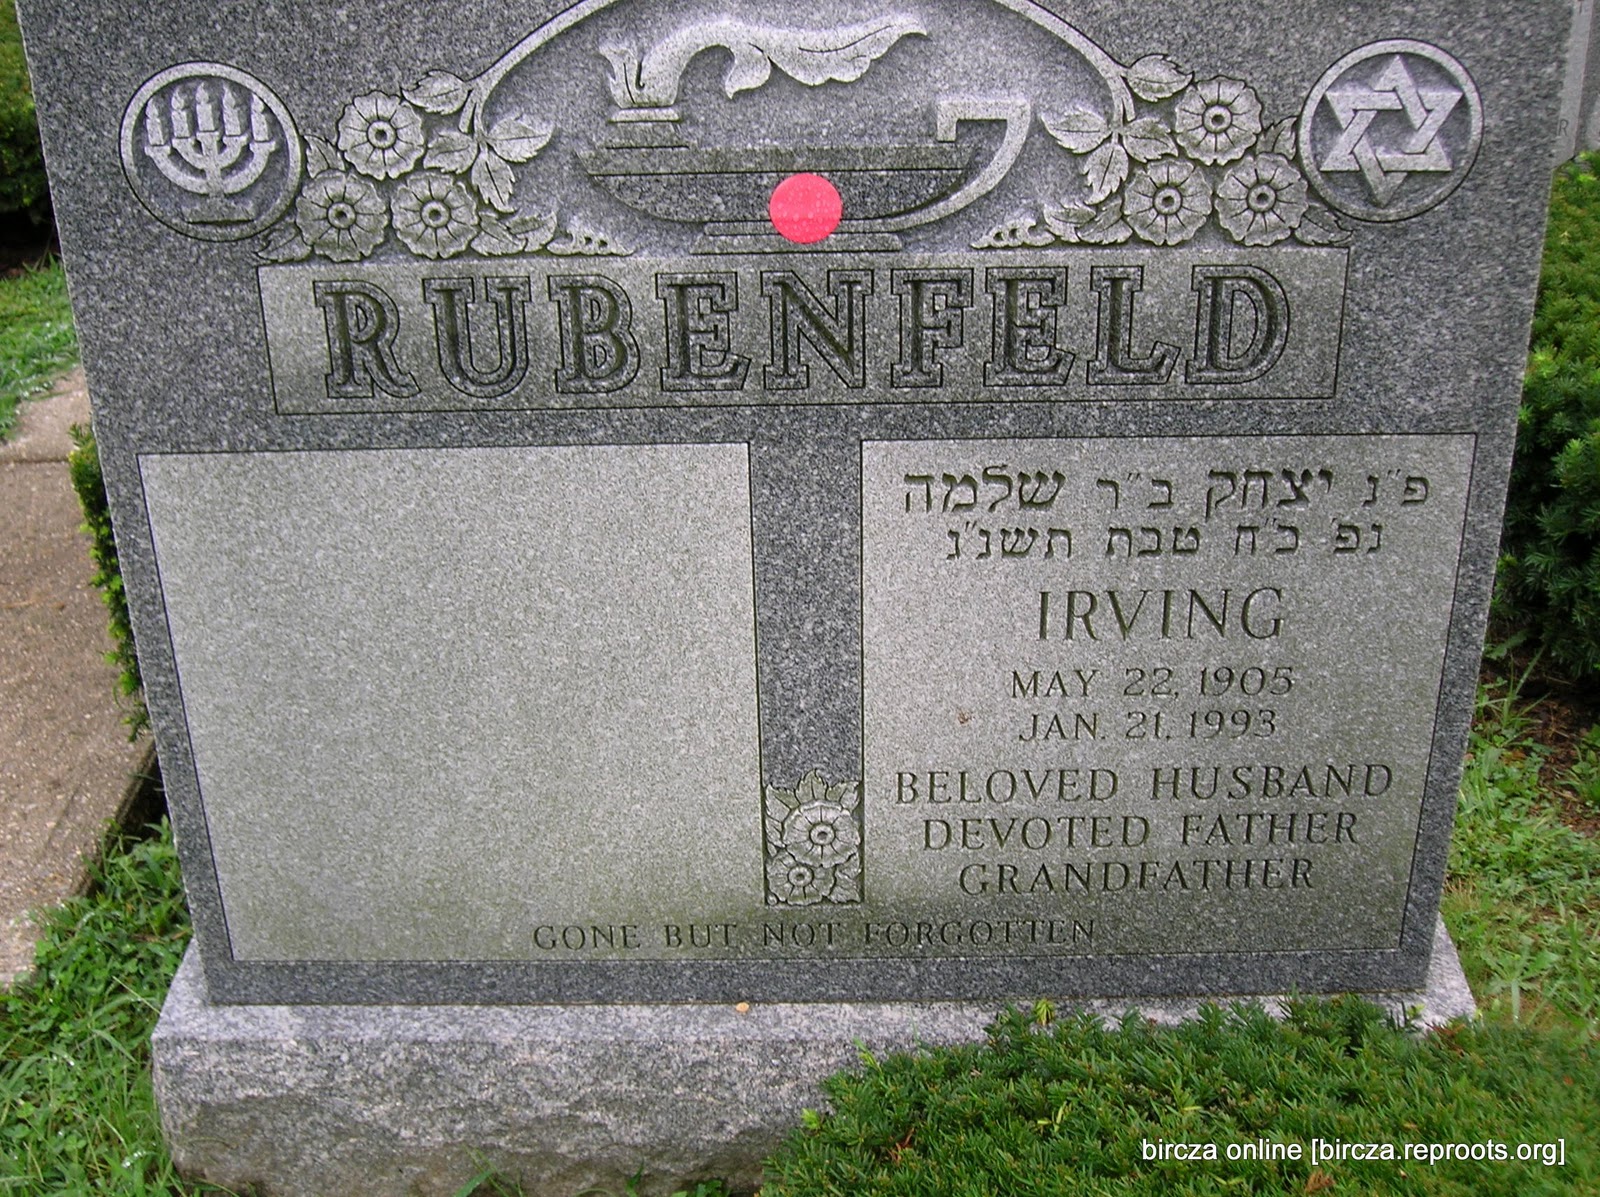 RUBENFELD
פ״נ יצחק ב״ר שלמה
נפ׳ כ״ח טבת תשנ״נ
IRVING
MAY 22, 1905
JAN. 21, 1993
BELOVED HUSBAND
DEVOTED FATHER
GRANDFATHER
GONE BUT NOT FORGOTTEN
bircza online [bircza.reproots.org]